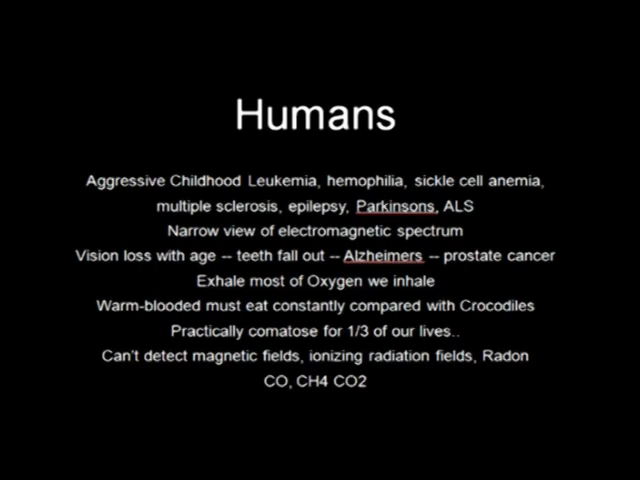 Humans
Aggressive Childhood Leukemia, hemophilia, sickle cell anemia,
multiple sclerosis, epilepsy, Parkinsons, ALS
Narrow view of electromagnetic spectrum
Vision loss with age -- teeth fall out -- Alzheimers -- prostate cancer
Exhale most of Oxygen we inhale
Warm-blooded must eat constantly compared with Crocodiles
Practically comatose for 1/3 of our lives..
Can't detect magnetic fields, ionizing radiation fields, Radon
CO, CH4 CO2